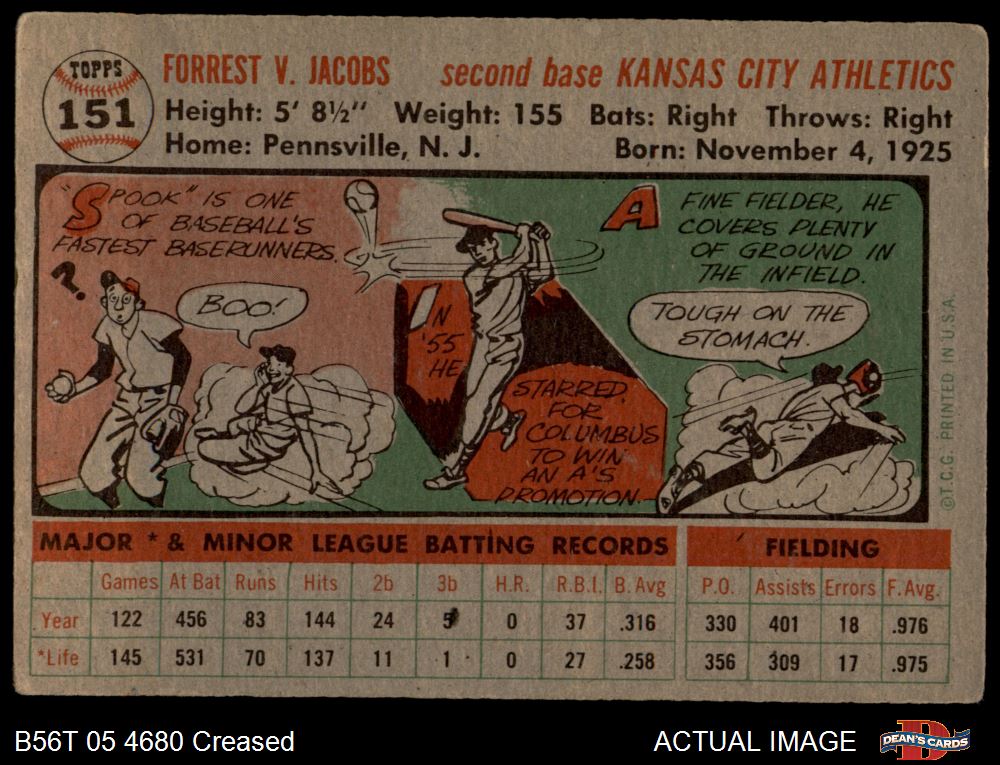 TOPPS
151
FORREST V. JACOBS second base KANSAS CITY ATHLETICS
Height: 5' 8½" Weight: 155 Bats: Right Throws: Right
Home: Pennsville, N. J. Born: November 4, 1925
"SPOOK" IS ONE
OF BASEBALL'S
FASTEST BASERUNNERS.
?.
BOO!
IN
'55
HE
STARRED
FOR
COLUMBUS
TO WIN
AN A'S
PROMOTION.
A FINE FIELDER, HE
COVERS PLENTY
OF GROUND IN
THE INFIELD.
TOUGH ON THE
STOMACH.
©T.C.G. PRINTED IN U.S.A.
MAJOR * & MINOR LEAGUE BATTING RECORDS FIELDING
Games At Bat Runs Hits 2b 3b H.R. R.B.I. B. Avg P.O. Assists Errors F. Avg.
Year 122 456 83 144 24 5 0 37 .316 330 401 18 .976
*Life 145 531 70 137 11 1 0 27 .258 356 309 17 .975
B56T 05 4680 Creased ACTUAL IMAGE
DEAN'S CARDS